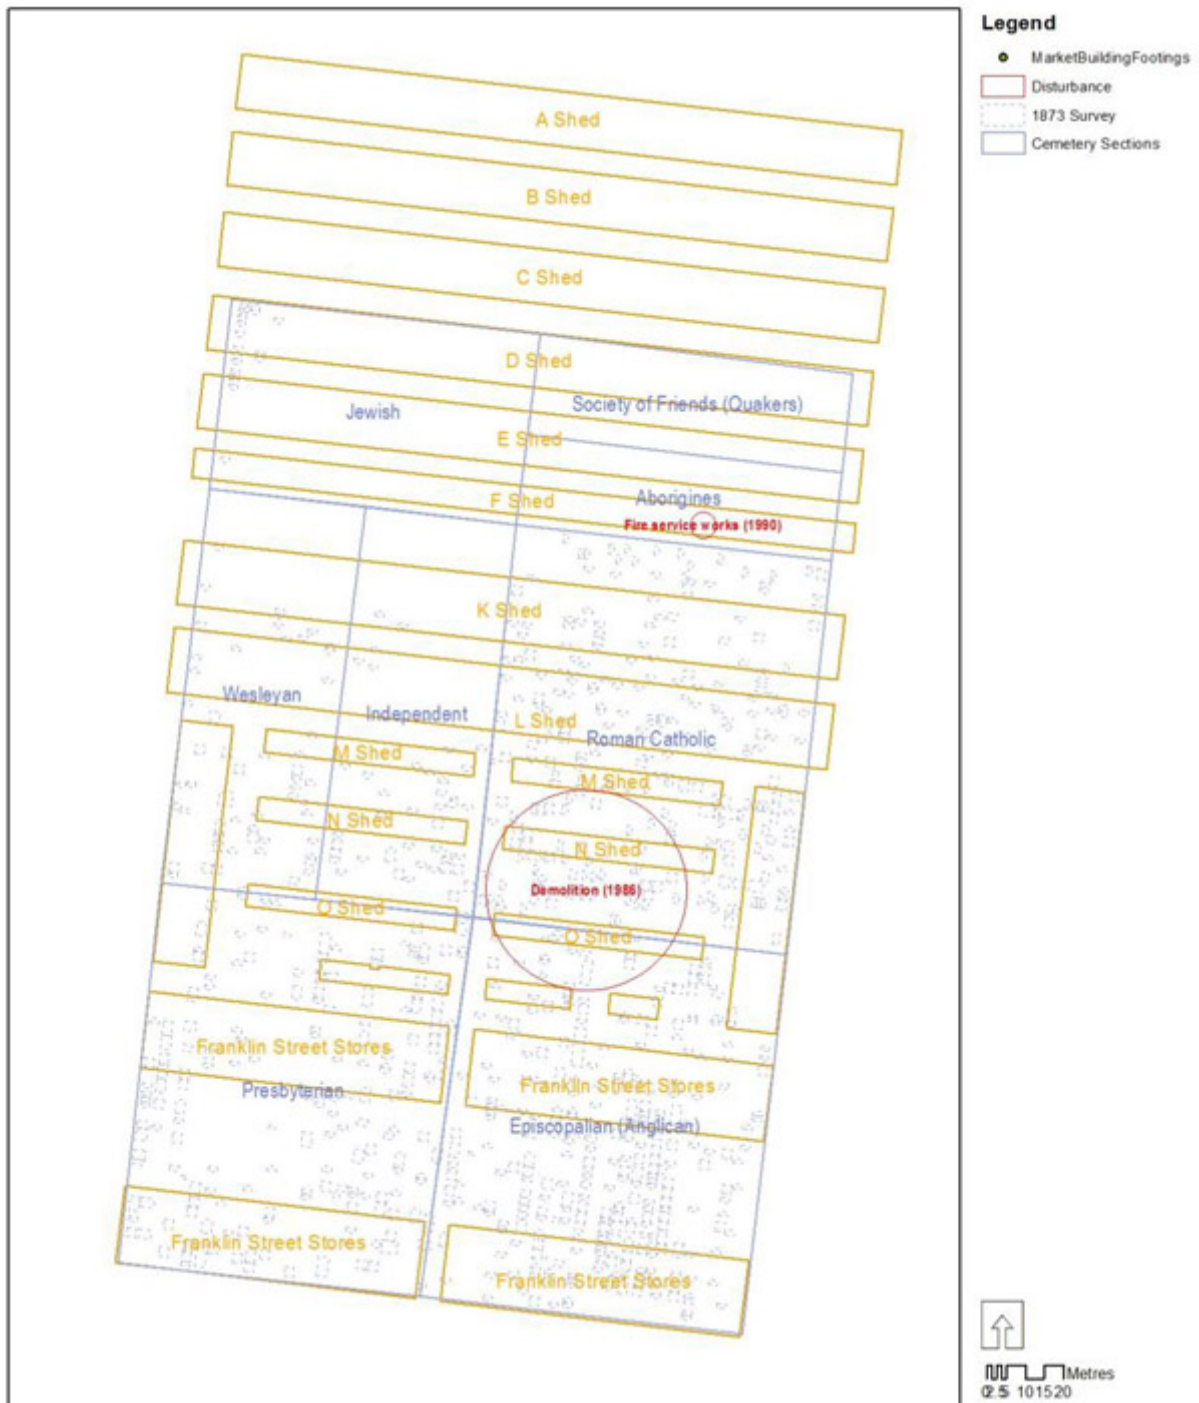 Legend
MarketBuildingFootings
Disturbance
1873 Survey
Cemetery Sections
A Shed
B Shed
C Shed
D Shed
Society of Friends (Quakers)
Jewish
E Shed
Aborigines
F Shed
Fire service works (1990)
K Shed
Wesleyan
Independent
L Shed
Roman Catholic
M Shed
M Shed
N Shed
N Shed
Demolition (1986)
O Shed
O Shed
Franklin Street Stores
Franklin Street Stores
Presbyterian
Episcopalian (Anglican)
Franklin Street Stores
Franklin Street Stores
Metres
0 2.5 5 10 15 20